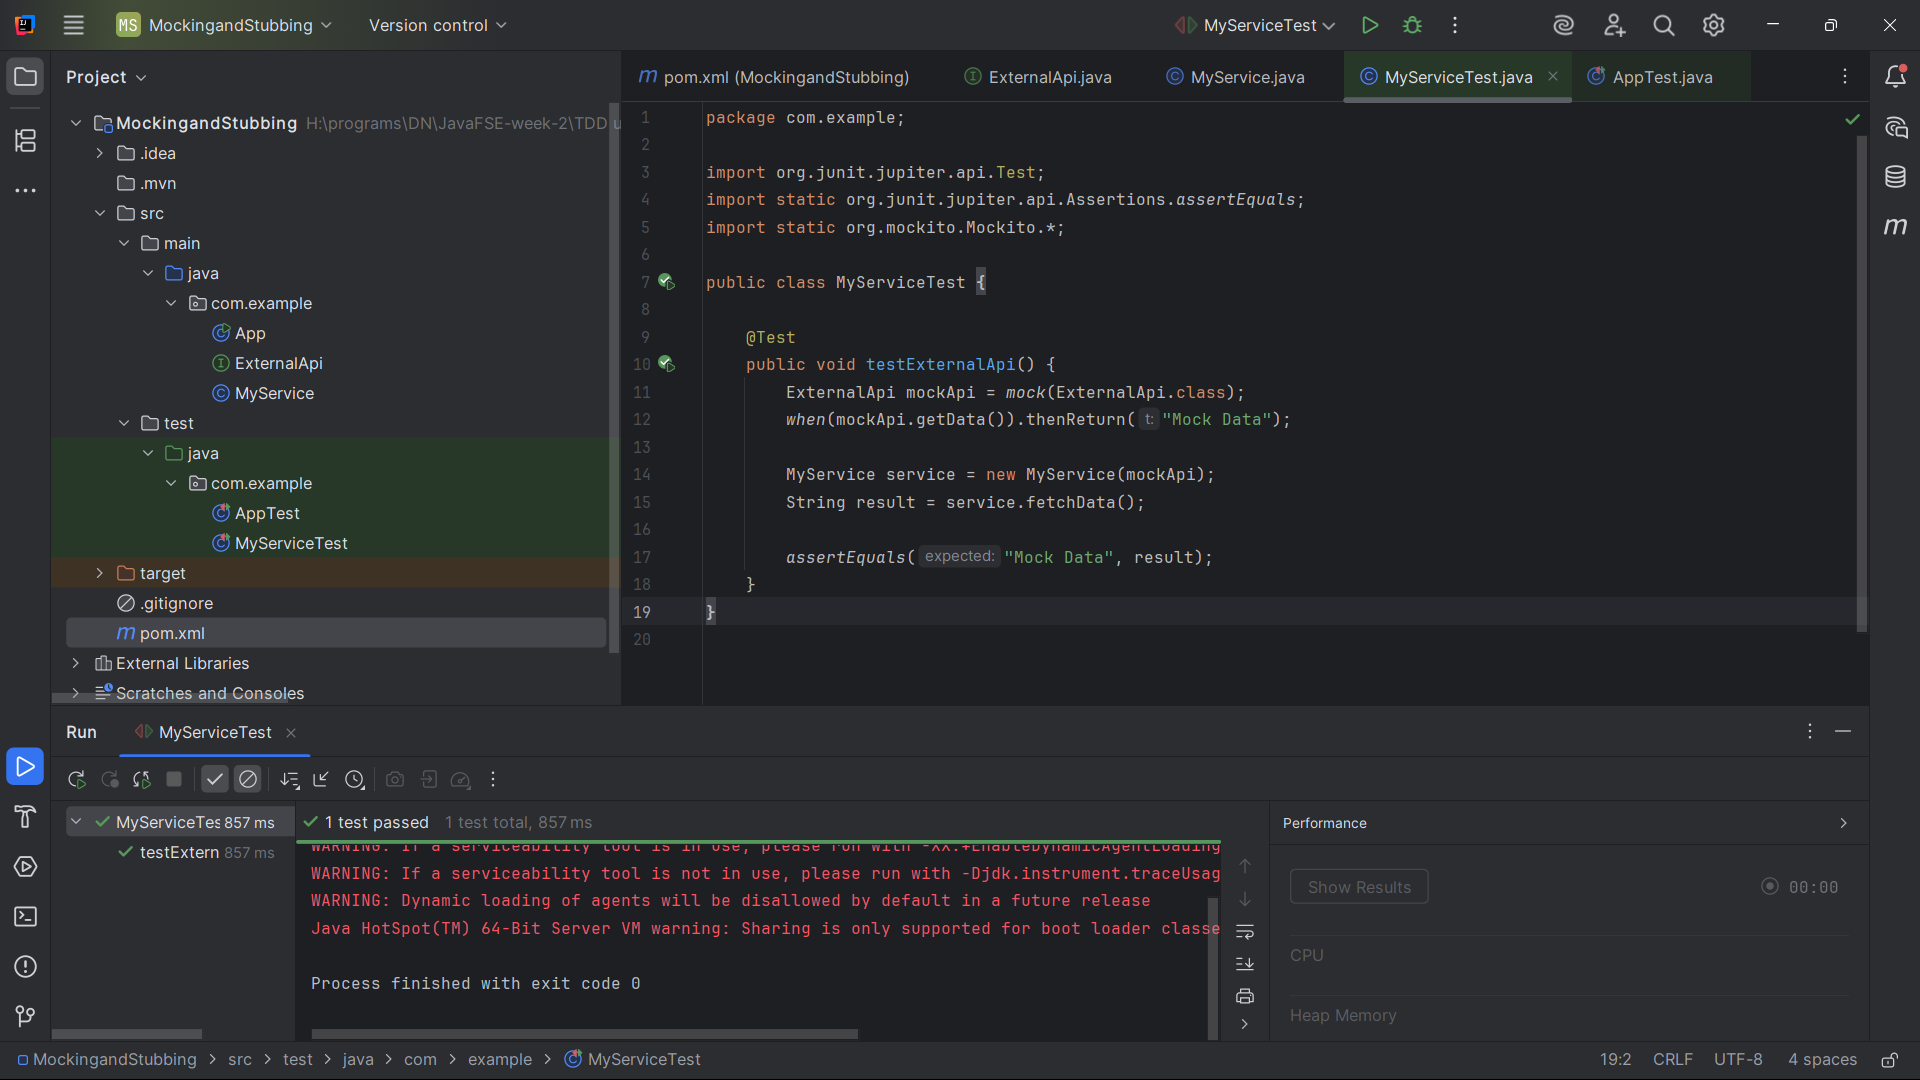 MS MockingandStubbing Version control MyServiceTest
Project
pom.xml (MockingandStubbing) ExternalApi.java MyService.java MyServiceTest.java AppTest.java
MockingandStubbing H:\programs\DN\JavaFSE-week-2\TDD u
.idea
.mvn
src
main
java
com.example
App
ExternalApi
MyService
test
java
com.example
AppTest
MyServiceTest
target
.gitignore
pom.xml
External Libraries
Scratches and Consoles
1 package com.example;
2
3 import org.junit.jupiter.api.Test;
4 import static org.junit.jupiter.api.Assertions.assertEquals;
5 import static org.mockito.Mockito.*;
6
7 public class MyServiceTest {
8
9 @Test
10 public void testExternalApi() {
11 ExternalApi mockApi = mock(ExternalApi.class);
12 when(mockApi.getData()).thenReturn( t: "Mock Data");
13
14 MyService service = new MyService(mockApi);
15 String result = service.fetchData();
16
17 assertEquals( expected: "Mock Data", result);
18 }
19 }
20
Run MyServiceTest
MyServiceTes 857 ms
testExtern 857 ms
1 test passed 1 test total, 857 ms
WARNING: If a serviceability tool is in use, please run with -XX:+EnableDynamicAgentLoading
WARNING: If a serviceability tool is not in use, please run with -Djdk.instrument.traceUsag
WARNING: Dynamic loading of agents will be disallowed by default in a future release
Java HotSpot(TM) 64-Bit Server VM warning: Sharing is only supported for boot loader classe
Process finished with exit code 0
Performance
Show Results 00:00
CPU
Heap Memory
MockingandStubbing > src > test > java > com > example > MyServiceTest 19:2 CRLF UTF-8 4 spaces